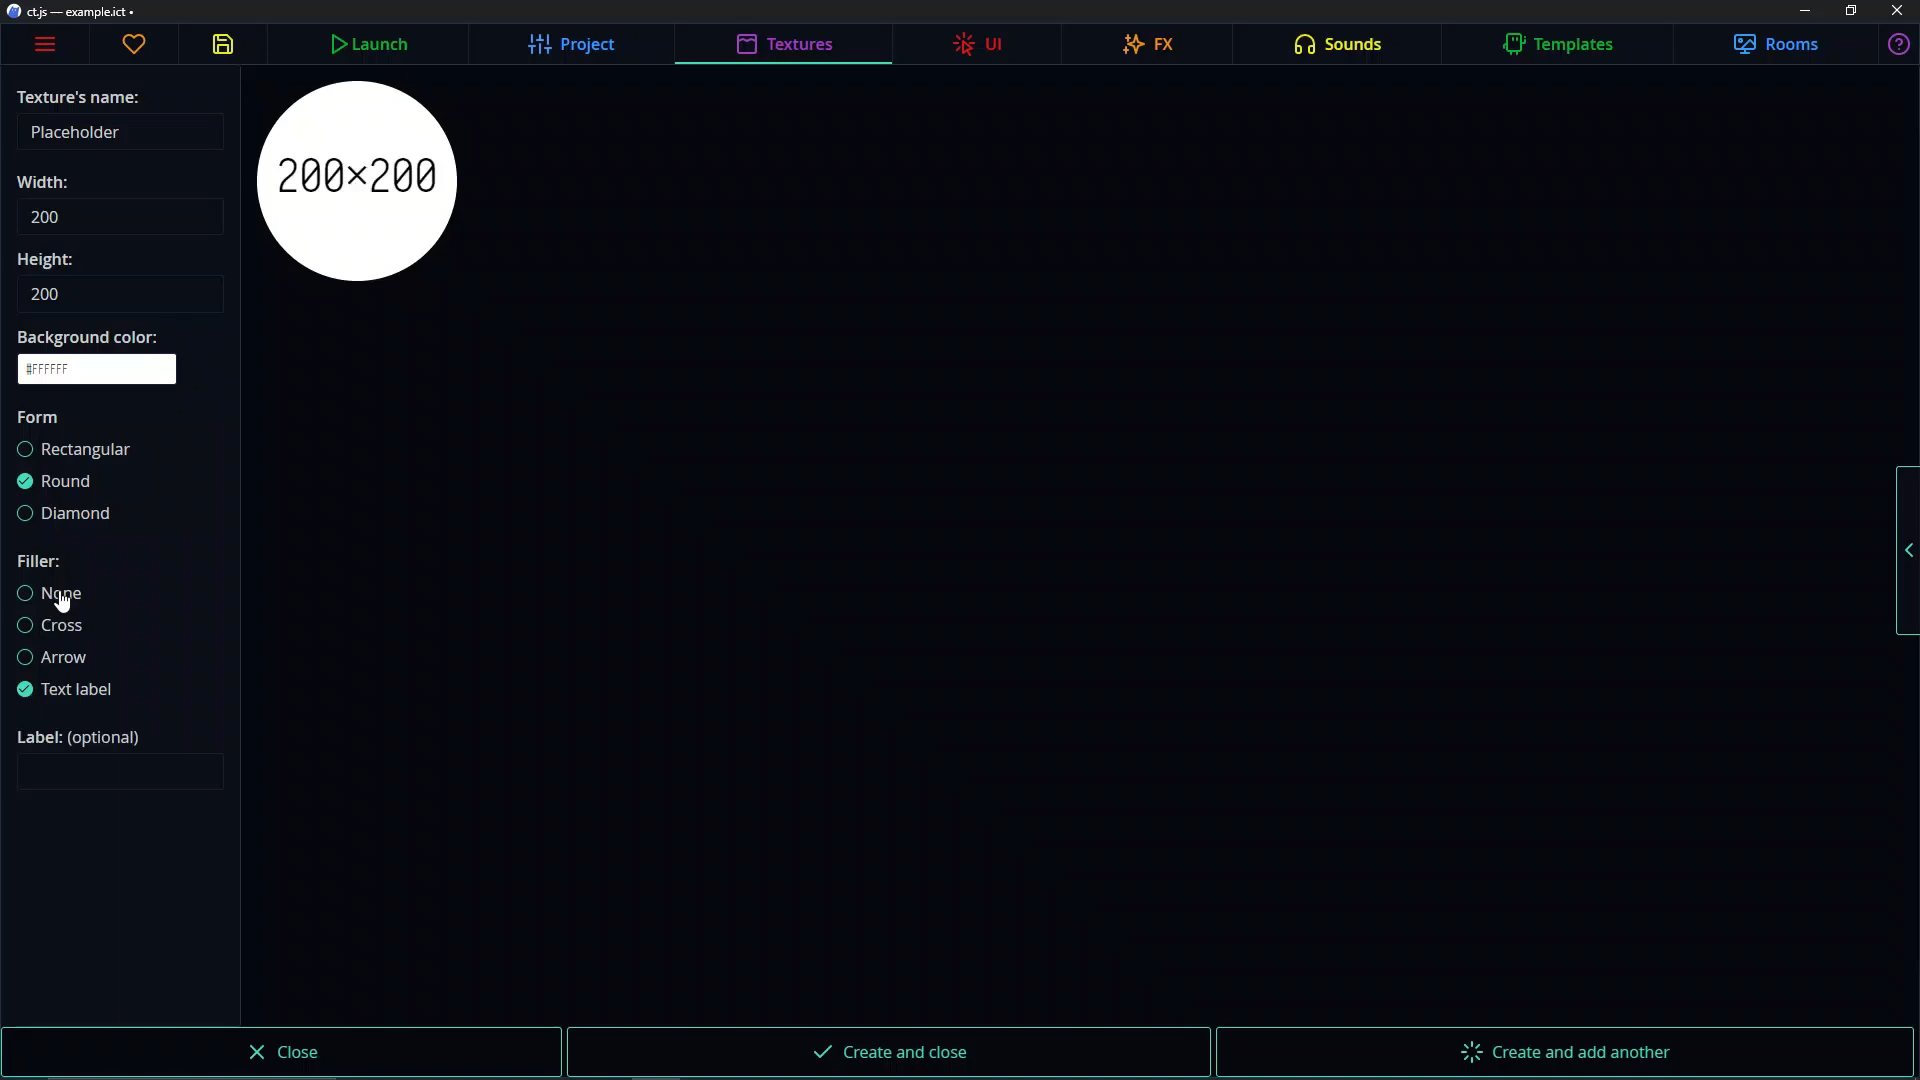 ct.js — example.ict •
Launch
Project
Textures
UI
FX
Sounds
Templates
Rooms
Texture's name:
Placeholder
Width:
200
Height:
200
Background color:
#FFFFFF
Form
Rectangular
Round
Diamond
Filler:
None
Cross
Arrow
Text label
Label: (optional)
200×200
Close
Create and close
Create and add another